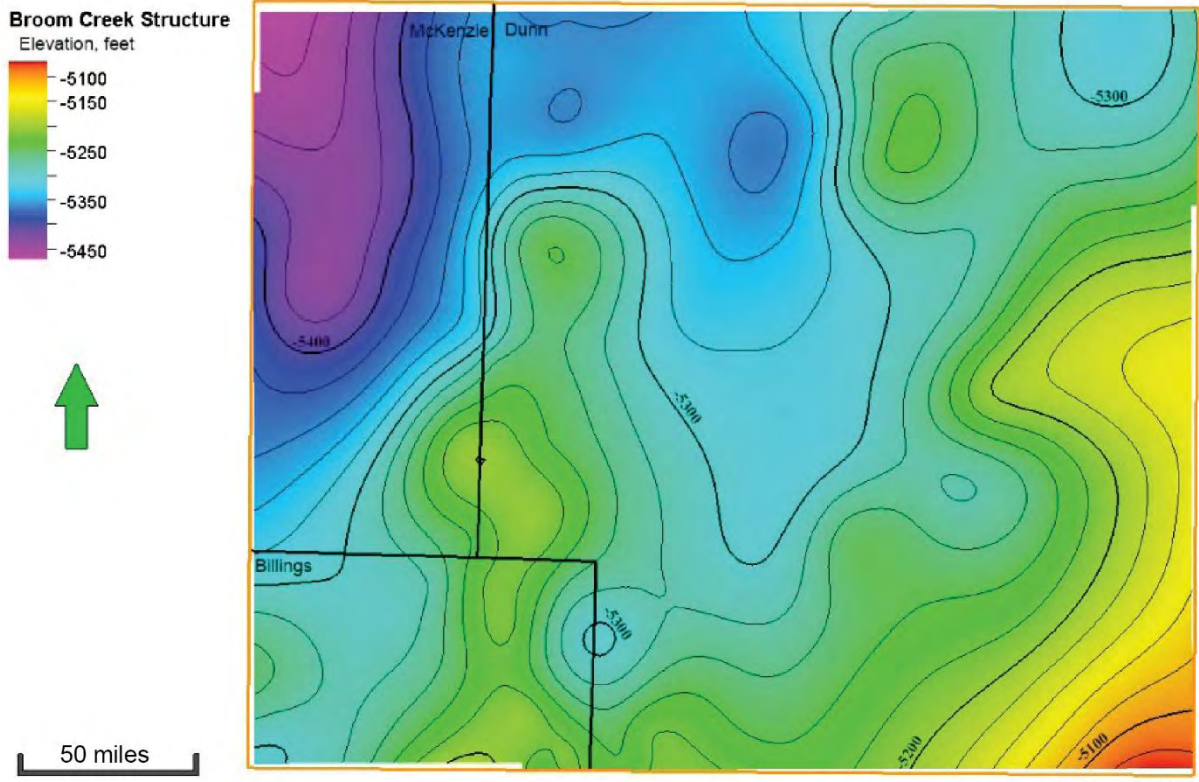 Broom Creek Structure
Elevation, feet
-5100
-5150
-5250
-5350
-5450
McKenzie
Dunn
-5300
-5400
-5300
Billings
-5300
50 miles
-5200
-5100